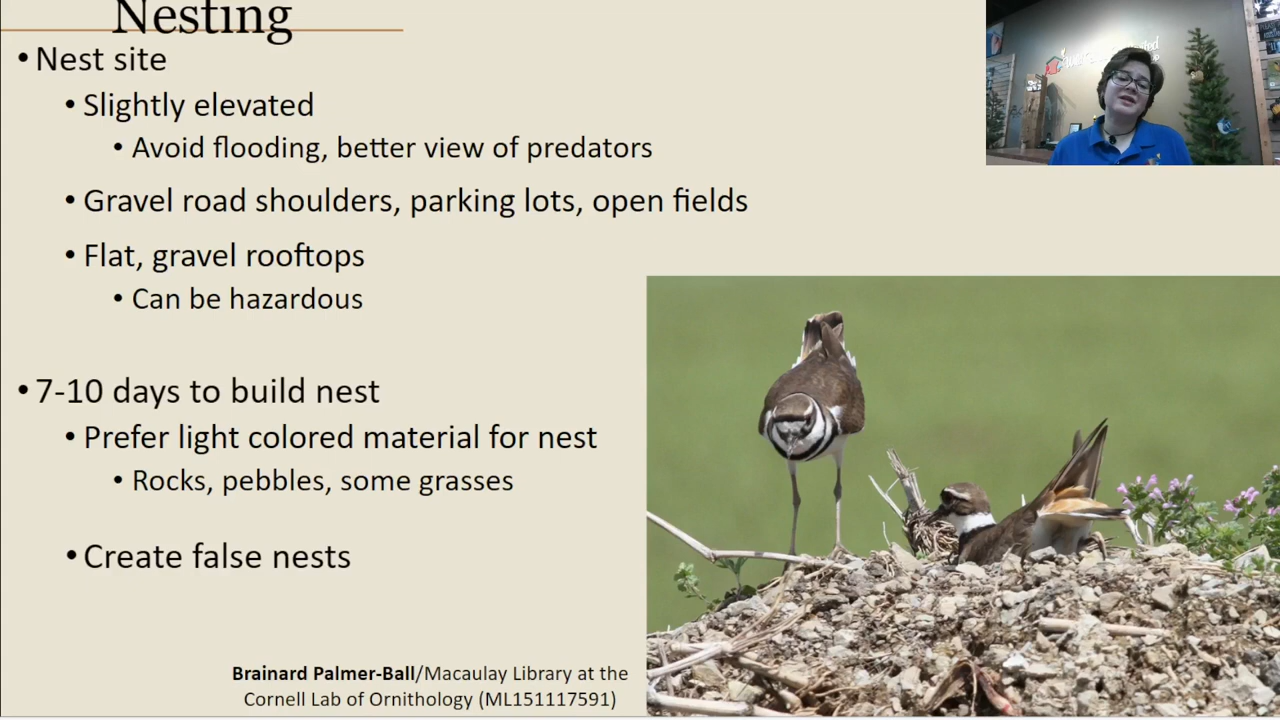 Nesting
• Nest site
• Slightly elevated
• Avoid flooding, better view of predators
• Gravel road shoulders, parking lots, open fields
• Flat, gravel rooftops
• Can be hazardous
• 7-10 days to build nest
• Prefer light colored material for nest
• Rocks, pebbles, some grasses
• Create false nests
Brainard Palmer-Ball/Macaulay Library at the
Cornell Lab of Ornithology (ML151117591)